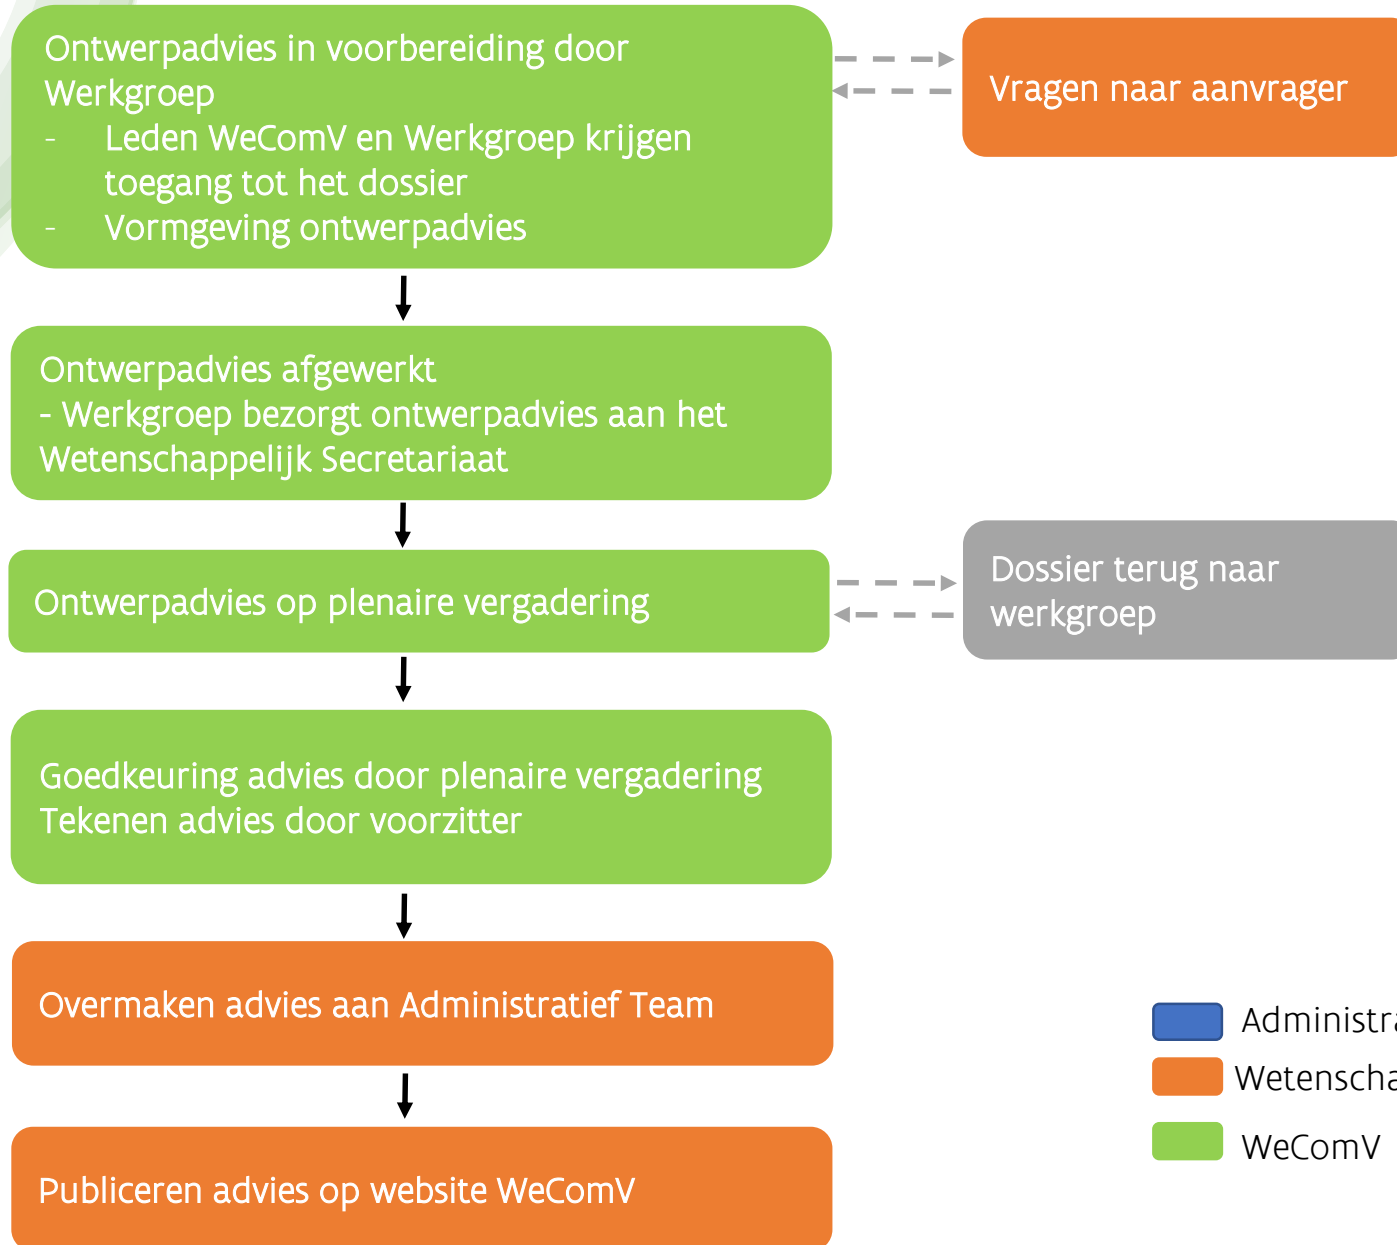 Ontwerpadvies in voorbereiding door
Werkgroep
- Leden WeComV en Werkgroep krijgen
toegang tot het dossier
- Vormgeving ontwerpadvies
Vragen naar aanvrager
Ontwerpadvies afgewerkt
- Werkgroep bezorgt ontwerpadvies aan het
Wetenschappelijk Secretariaat
Ontwerpadvies op plenaire vergadering
Dossier terug naar
werkgroep
Goedkeuring advies door plenaire vergadering
Tekenen advies door voorzitter
Overmaken advies aan Administratief Team
Publiceren advies op website WeComV
WeComV